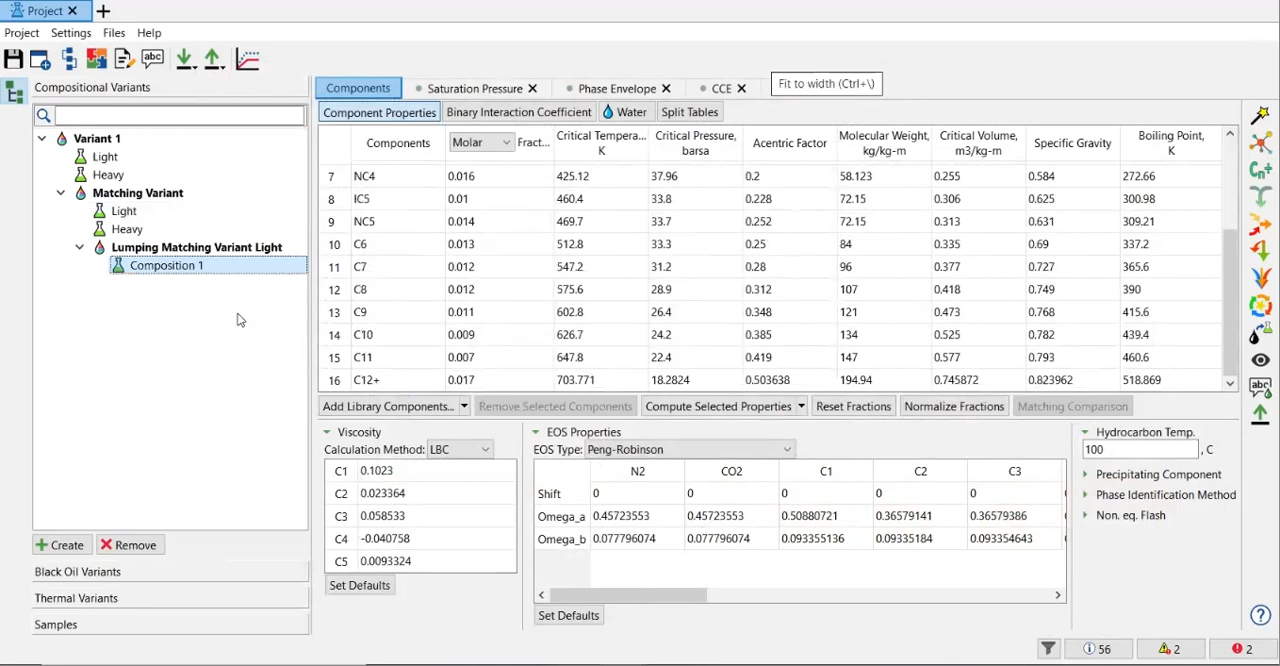 Project
Project Settings Files Help
abc
Compositional Variants
Variant 1
Light
Heavy
Matching Variant
Light
Heavy
Lumping Matching Variant Light
Composition 1
Create Remove
Black Oil Variants
Thermal Variants
Samples
Components Saturation Pressure Phase Envelope CCE Fit to width (Ctrl+\)
Component Properties Binary Interaction Coefficient Water Split Tables
Components Molar Fract... Critical Tempera... K Critical Pressure, barsa Acentric Factor Molecular Weight, kg/kg-m Critical Volume, m3/kg-m Specific Gravity Boiling Point, K
7 NC4 0.016 425.12 37.96 0.2 58.123 0.255 0.584 272.66
8 IC5 0.01 460.4 33.8 0.228 72.15 0.306 0.625 300.98
9 NC5 0.014 469.7 33.7 0.252 72.15 0.313 0.631 309.21
10 C6 0.013 512.8 33.3 0.25 84 0.335 0.69 337.2
11 C7 0.012 547.2 31.2 0.28 96 0.377 0.727 365.6
12 C8 0.012 575.6 28.9 0.312 107 0.418 0.749 390
13 C9 0.011 602.8 26.4 0.348 121 0.473 0.768 415.6
14 C10 0.009 626.7 24.2 0.385 134 0.525 0.782 439.4
15 C11 0.007 647.8 22.4 0.419 147 0.577 0.793 460.6
16 C12+ 0.017 703.771 18.2824 0.503638 194.94 0.745872 0.823962 518.869
Add Library Components... Remove Selected Components Compute Selected Properties Reset Fractions Normalize Fractions Matching Comparison
Viscosity
Calculation Method: LBC
C1 0.1023
C2 0.023364
C3 0.058533
C4 -0.040758
C5 0.0093324
Set Defaults
EOS Properties
EOS Type: Peng-Robinson
N2 CO2 C1 C2 C3
Shift 0 0 0 0 0
Omega_a 0.45723553 0.45723553 0.50880721 0.36579141 0.36579386
Omega_b 0.077796074 0.077796074 0.093355136 0.09335184 0.093354643
Set Defaults
Hydrocarbon Temp.
100 , C
Precipitating Component
Phase Identification Method
Non. eq. Flash
Cn+
abc
56 2 2